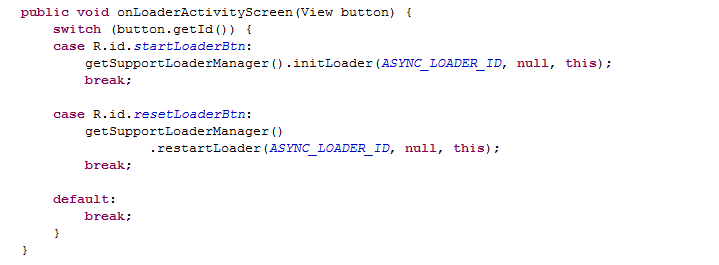 public void onLoaderActivityScreen(View button) {
    switch (button.getId()) {
    case R.id.startLoaderBtn:
        getSupportLoaderManager().initLoader(ASYNC_LOADER_ID, null, this);
        break;

    case R.id.resetLoaderBtn:
        getSupportLoaderManager()
                .restartLoader(ASYNC_LOADER_ID, null, this);
        break;

    default:
        break;
    }
}